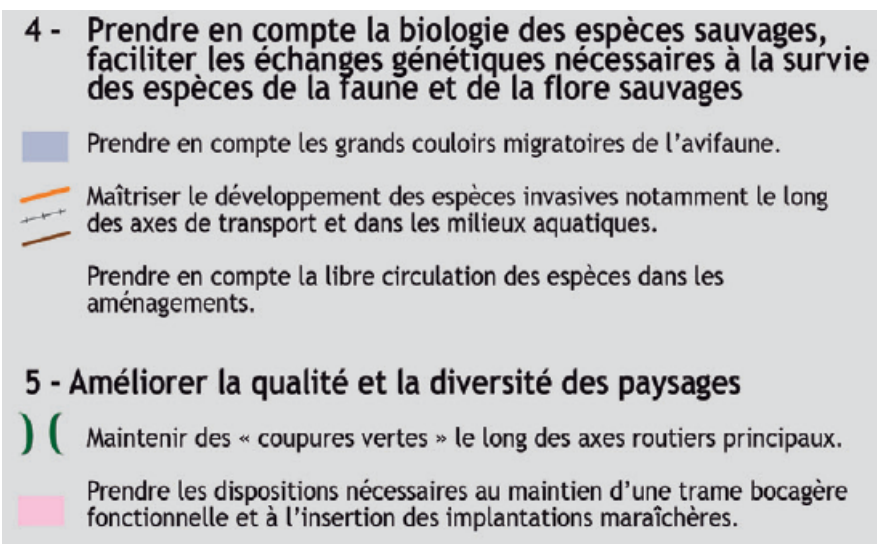 4 - Prendre en compte la biologie des espèces sauvages,
faciliter les échanges génétiques nécessaires à la survie
des espèces de la faune et de la flore sauvages
Prendre en compte les grands couloirs migratoires de l’avifaune.
Maîtriser le développement des espèces invasives notamment le long
des axes de transport et dans les milieux aquatiques.
Prendre en compte la libre circulation des espèces dans les
aménagements.
5 - Améliorer la qualité et la diversité des paysages
Maintenir des « coupures vertes » le long des axes routiers principaux.
Prendre les dispositions nécessaires au maintien d’une trame bocagère
fonctionnelle et à l’insertion des implantations maraîchères.